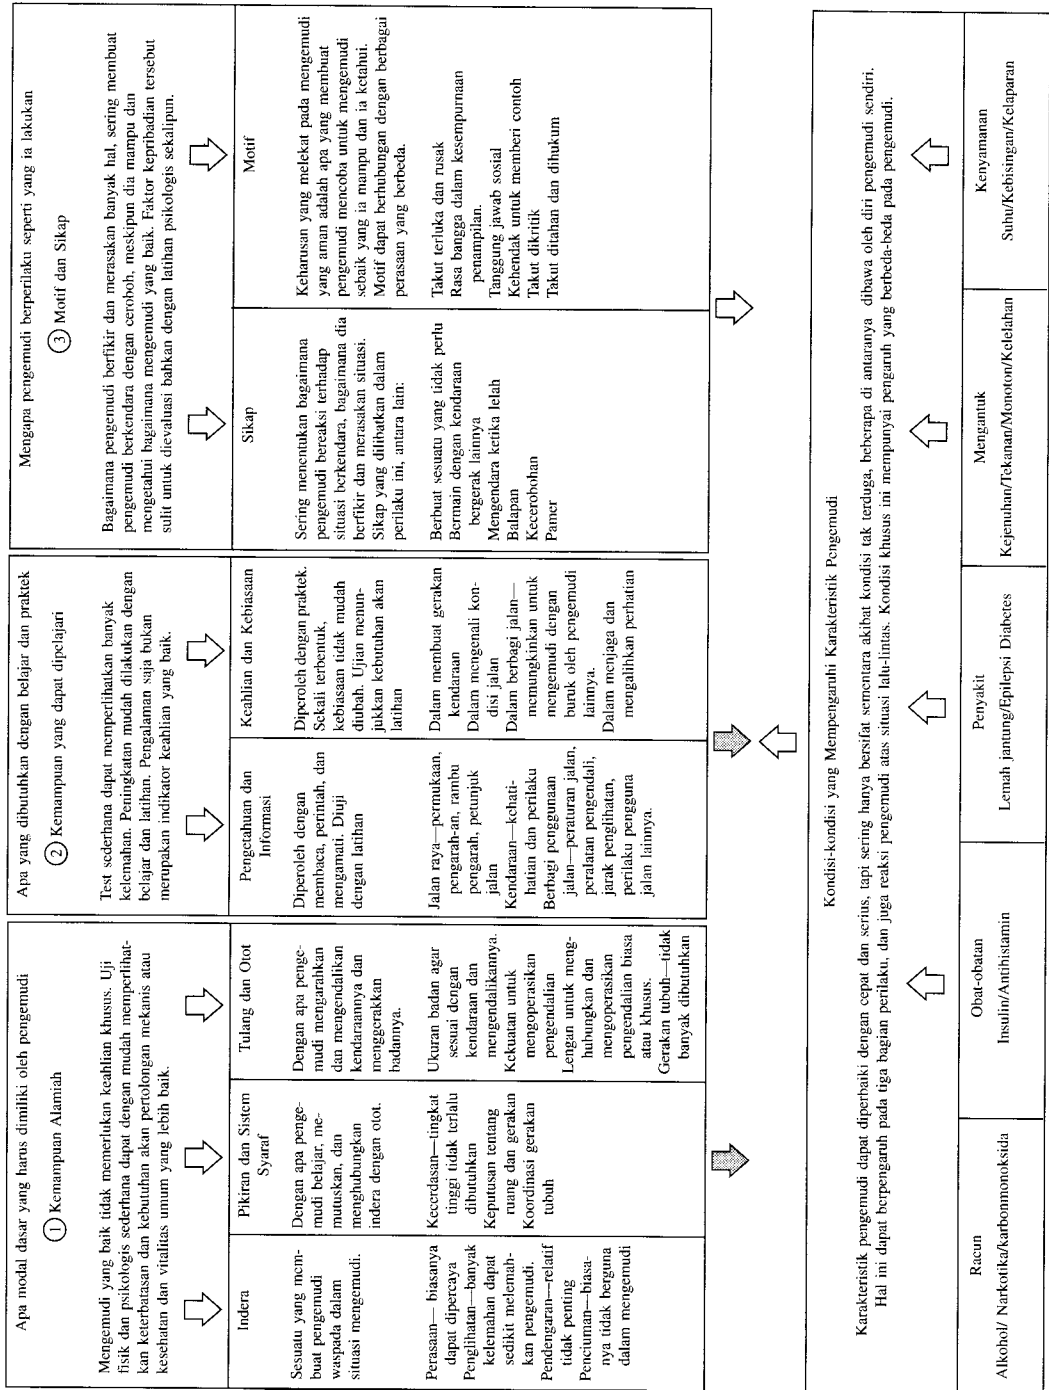 Apa modal dasar yang harus dimiliki oleh pengemudi
1 Kemampuan Alamiah
Mengemudi yang baik tidak memerlukan keahlian khusus. Uji
fisik dan psikologis sederhana dapat dengan mudah memperlihat-
kan keterbatasan dan kebutuhan akan pertolongan mekanis atau
kesehatan dan vitalitas umum yang lebih baik.
Indera
Sesuatu yang mem-
buat pengemudi
waspada dalam
situasi mengemudi.
Perasaan— biasanya
dapat dipercaya
Penglihatan—banyak
kelemahan dapat
sedikit melemah-
kan pengemudi.
Pendengaran—relatif
tidak penting
Penciuman—biasa-
nya tidak berguna
dalam mengemudi
Pikiran dan Sistem
Syaraf
Dengan apa penge-
mudi belajar, me-
mutuskan, dan
menghubungkan
indera dengan otot.
Kecerdasan—tingkat
tinggi tidak terlalu
dibutuhkan
Keputusan tentang
ruang dan gerakan
Koordinasi gerakan
tubuh
Tulang dan Otot
Dengan apa penge-
mudi mengarahkan
dan mengendalikan
kendaraannya dan
menggerakkan
badannya.
Ukuran badan agar
sesuai dengan
kendaraan dan
mengendalikannya.
Kekuatan untuk
mengoperasikan
pengendalian
Lengan untuk meng-
hubungkan dan
mengoperasikan
pengendalian biasa
atau khusus.
Gerakan tubuh—tidak
banyak dibutuhkan
Apa yang dibutuhkan dengan belajar dan praktek
2 Kemampuan yang dapat dipelajari
Test sederhana dapat memperlihatkan banyak
kelemahan. Peningkatan mudah dilakukan dengan
belajar dan latihan. Pengalaman saja bukan
merupakan indikator keahlian yang baik.
Pengetahuan dan
Informasi
Diperoleh dengan
membaca, perintah, dan
mengamati. Diuji
dengan latihan
Jalan raya—permukaan,
pengarah-an, rambu
pengarah, petunjuk
jalan
Kendaraan—kehati-
hatian dan perilaku
Berbagi penggunaan
jalan—peraturan jalan,
peralatan pengendali,
jarak penglihatan,
perilaku pengguna
jalan lainnya.
Keahlian dan Kebiasaan
Diperoleh dengan praktek.
Sekali terbentuk,
kebiasaan tidak mudah
diubah. Ujian menun-
jukkan kebutuhan akan
latihan
Dalam membuat gerakan
kendaraan
Dalam mengenali kon-
disi jalan
Dalam berbagi jalan—
memungkinkan untuk
mengemudi dengan
buruk oleh pengemudi
lainnya.
Dalam menjaga dan
mengalihkan perhatian
Mengapa pengemudi berperilaku seperti yang ia lakukan
3 Motif dan Sikap
Bagaimana pengemudi berfikir dan merasakan banyak hal, sering membuat
pengemudi berkendara dengan ceroboh, meskipun dia mampu dan
mengetahui bagaimana mengemudi yang baik. Faktor kepribadian tersebut
sulit untuk dievaluasi bahkan dengan latihan psikologis sekalipun.
Sikap
Sering menentukan bagaimana
pengemudi bereaksi terhadap
situasi berkendara, bagaimana dia
berfikir dan merasakan situasi.
Sikap yang dilibatkan dalam
perilaku ini, antara lain:
Berbuat sesuatu yang tidak perlu
Bermain dengan kendaraan
bergerak lainnya
Mengendara ketika lelah
Balapan
Kecerobohan
Pamer
Motif
Keharusan yang melekat pada mengemudi
yang aman adalah apa yang membuat
pengemudi mencoba untuk mengemudi
sebaik yang ia mampu dan ia ketahui.
Motif dapat berhubungan dengan berbagai
perasaan yang berbeda.
Takut terluka dan rusak
Rasa bangga dalam kesempurnaan
penampilan.
Tanggung jawab sosial
Kehendak untuk memberi contoh
Takut dikritik
Takut ditahan dan dihukum
Kondisi-kondisi yang Mempengaruhi Karakteristik Pengemudi
Karakteristik pengemudi dapat diperbaiki dengan cepat dan serius, tapi sering hanya bersifat sementara akibat kondisi tak terduga, beberapa di antaranya dibawa oleh diri pengemudi sendiri.
Hal ini dapat berpengaruh pada tiga bagian perilaku, dan juga reaksi pengemudi atas situasi lalu-lintas. Kondisi khusus ini mempunyai pengaruh yang berbeda-beda pada pengemudi.
Racun
Alkohol/ Narkotika/karbonmonoksida
Obat-obatan
Insulin/Antibistamin
Penyakit
Lemah jantung/Epilepsi Diabetes
Mengantuk
Kejenuhan/Tekanan/Monoton/Kelelahan
Kenyamanan
Suhu/Kebisingan/Kelaparan